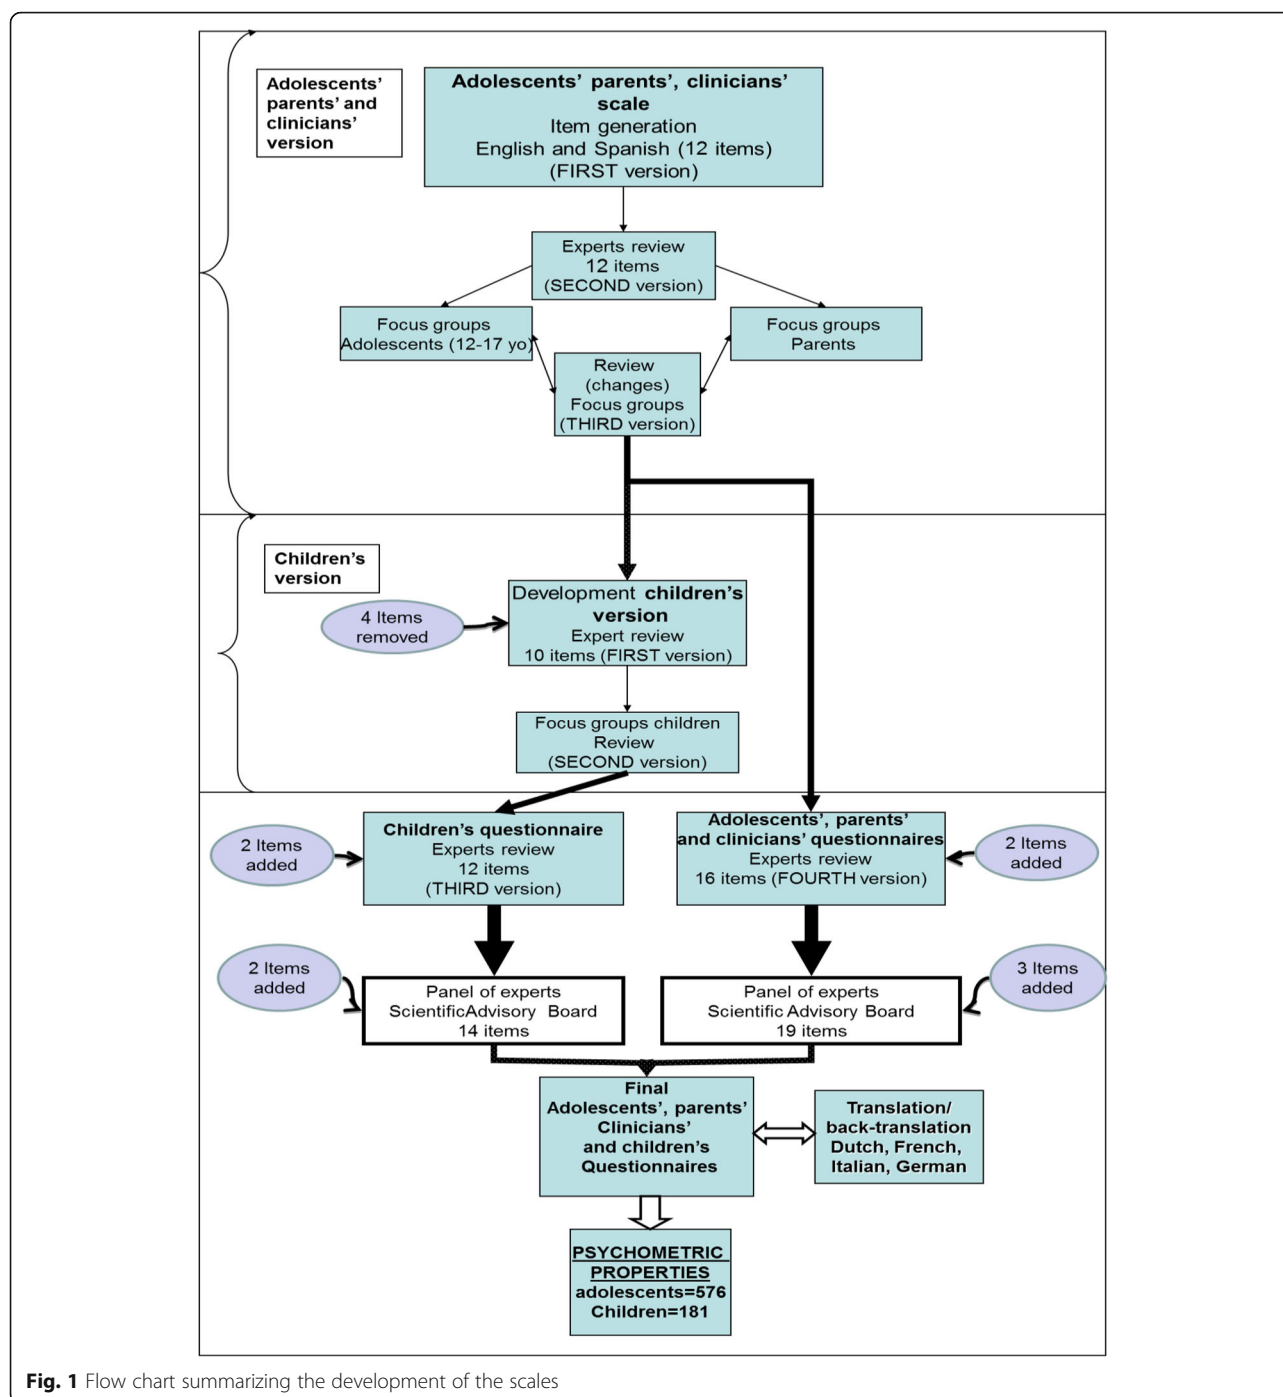 Adolescents'
parents' and
clinicians'
version
Adolescents' parents', clinicians'
scale
Item generation
English and Spanish (12 items)
(FIRST version)
Experts review
12 items
(SECOND version)
Focus groups
Adolescents (12-17 yo)
Focus groups
Parents
Review
(changes)
Focus groups
(THIRD version)
Children's
version
4 Items
removed
Development children's
version
Expert review
10 items (FIRST version)
Focus groups children
Review
(SECOND version)
2 Items
added
Children's questionnaire
Experts review
12 items
(THIRD version)
Adolescents', parents'
and clinicians' questionnaires
Experts review
16 items (FOURTH version)
2 Items
added
2 Items
added
Panel of experts
ScientificAdvisory Board
14 items
Panel of experts
Scientific Advisory Board
19 items
3 Items
added
Final
Adolescents', parents'
Clinicians'
and children's
Questionnaires
Translation/
back-translation
Dutch, French,
Italian, German
PSYCHOMETRIC
PROPERTIES
adolescents=576
Children=181
Fig. 1 Flow chart summarizing the development of the scales